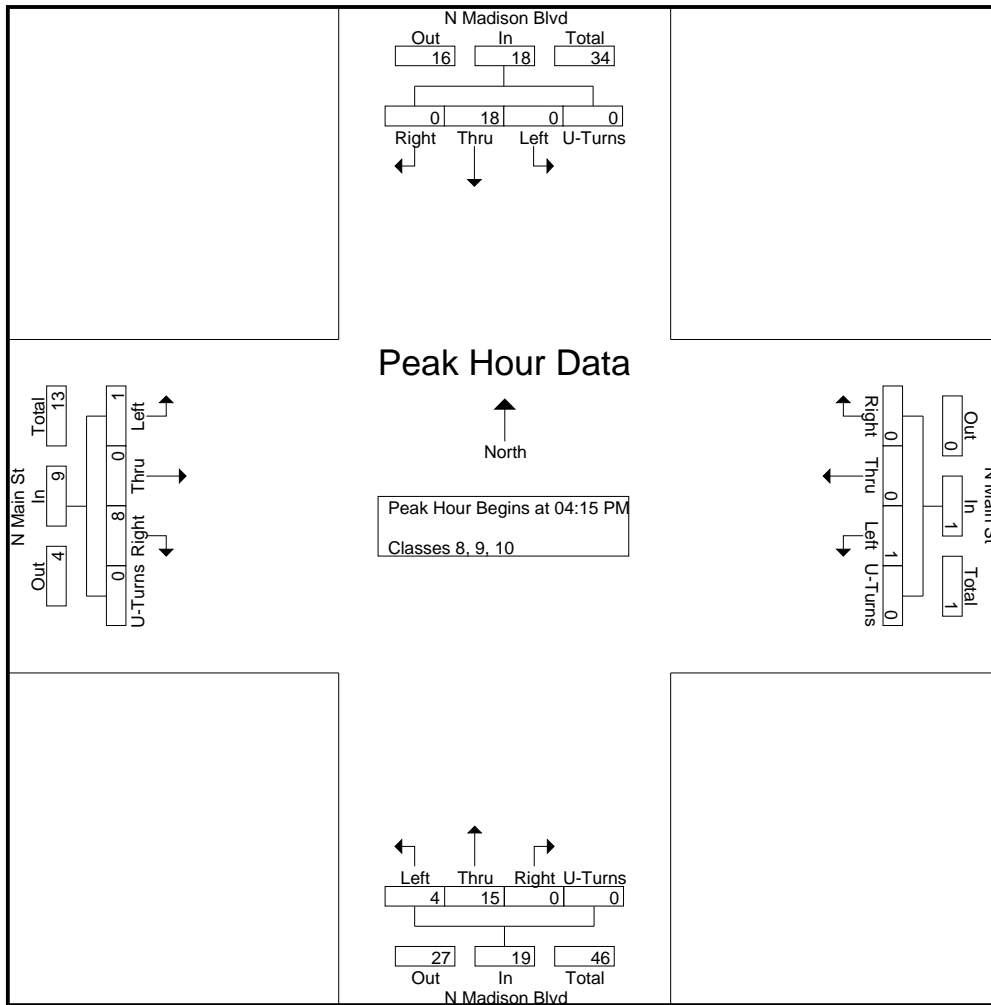 N Madison Blvd
Out In Total
16 18 34
0 18 0 0
Right Thru Left U-Turns
Peak Hour Data
North
Peak Hour Begins at 04:15 PM
Classes 8, 9, 10
N Main St
Total In Out
13 9 4
1 0 8 0
Left Thru Right U-Turns
Right Thru Left U-Turns
0 0 1 0
Out In Total
0 1 1
N Main St
Left Thru Right U-Turns
4 15 0 0
27 19 46
Out In Total
N Madison Blvd